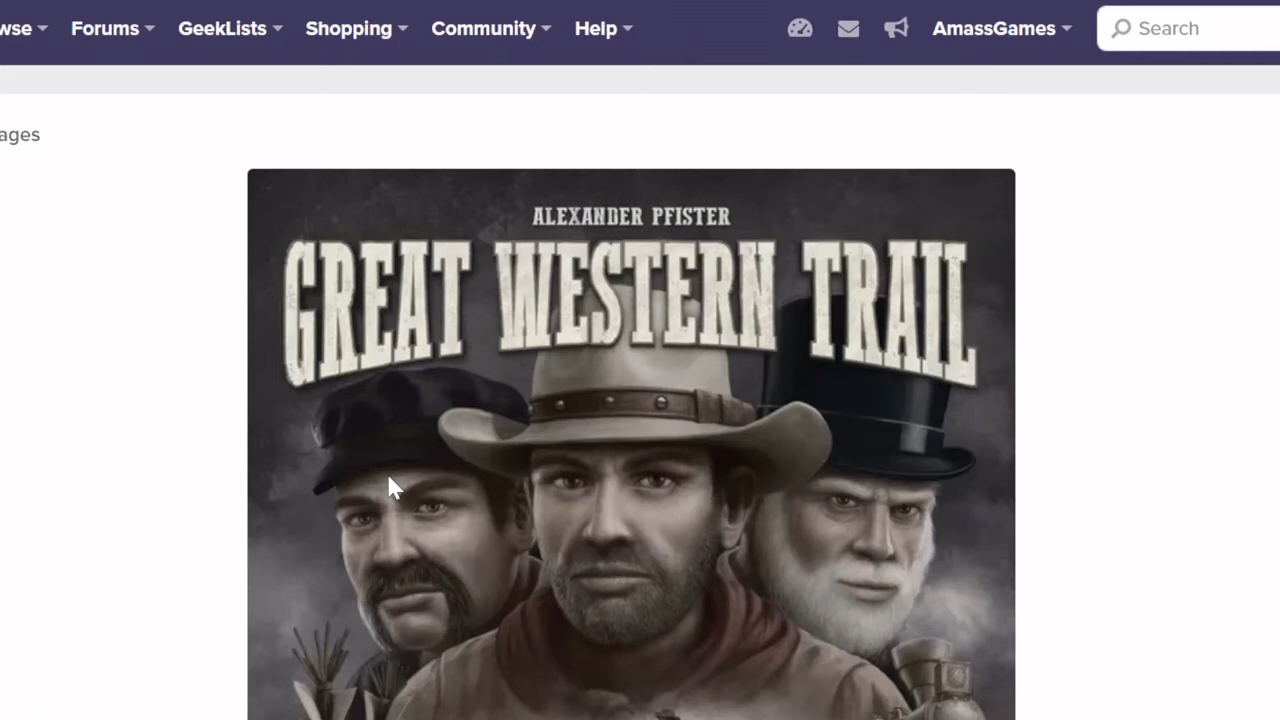 wse Forums GeekLists Shopping Community Help AmassGames Search
ages
ALEXANDER PFISTER
GREAT WESTERN TRAIL